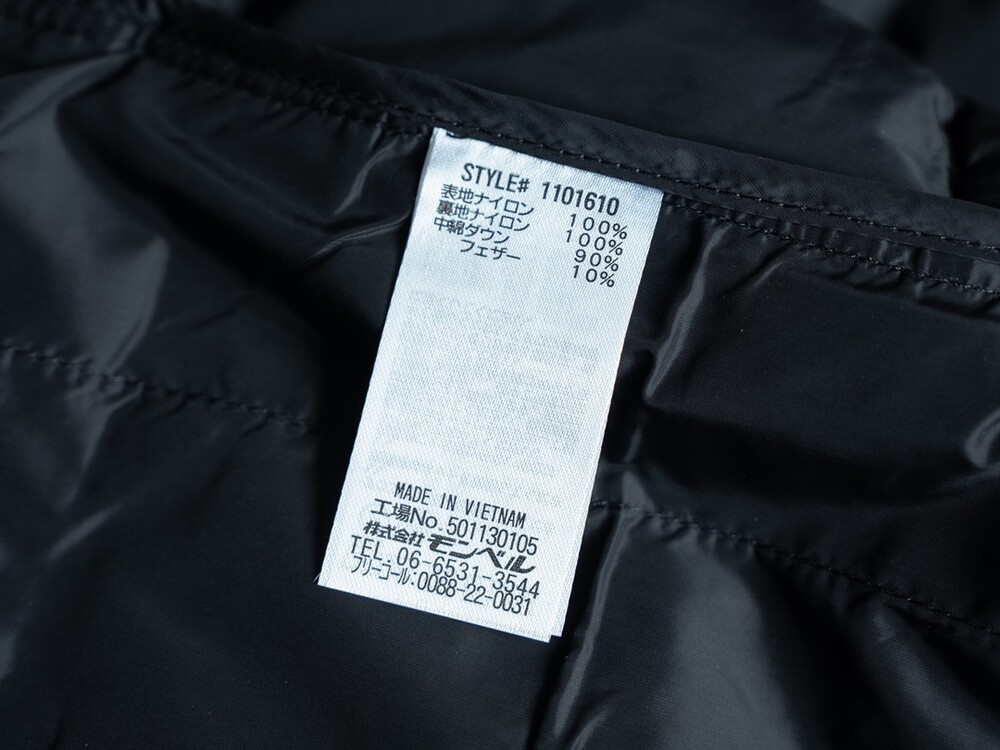 STYLE# 1101610
表地ナイロン 100%
裏地ナイロン 100%
中綿ダウン 90%
フェザー 10%
MADE IN VIETNAM
工場No.501130105
株式会社モンベル
TEL.06-6531-3544
フリーコール:0088-22-0031